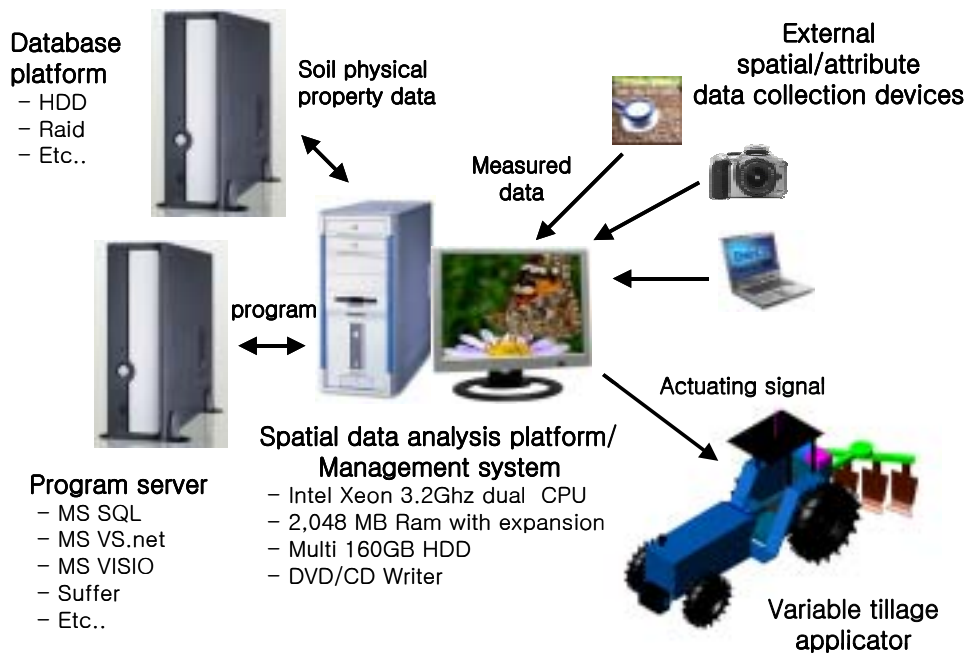 Database
platform
– HDD
– Raid
– Etc..
Soil physical
property data
External
spatial/attribute
data collection devices
Measured
data
program
Actuating signal
Spatial data analysis platform/
Management system
– Intel Xeon 3.2Ghz dual CPU
– 2,048 MB Ram with expansion
– Multi 160GB HDD
– DVD/CD Writer
Program server
– MS SQL
– MS VS.net
– MS VISIO
– Suffer
– Etc..
Variable tillage
applicator